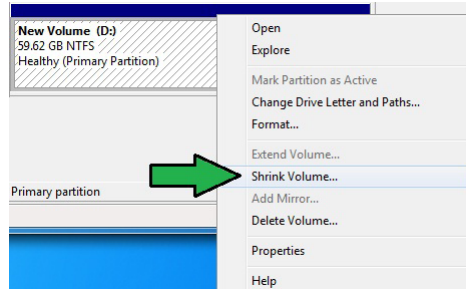 New Volume (D:)
59.62 GB NTFS
Healthy (Primary Partition)
Primary partition
Open
Explore
Mark Partition as Active
Change Drive Letter and Paths...
Format...
Extend Volume...
Shrink Volume...
Add Mirror...
Delete Volume...
Properties
Help